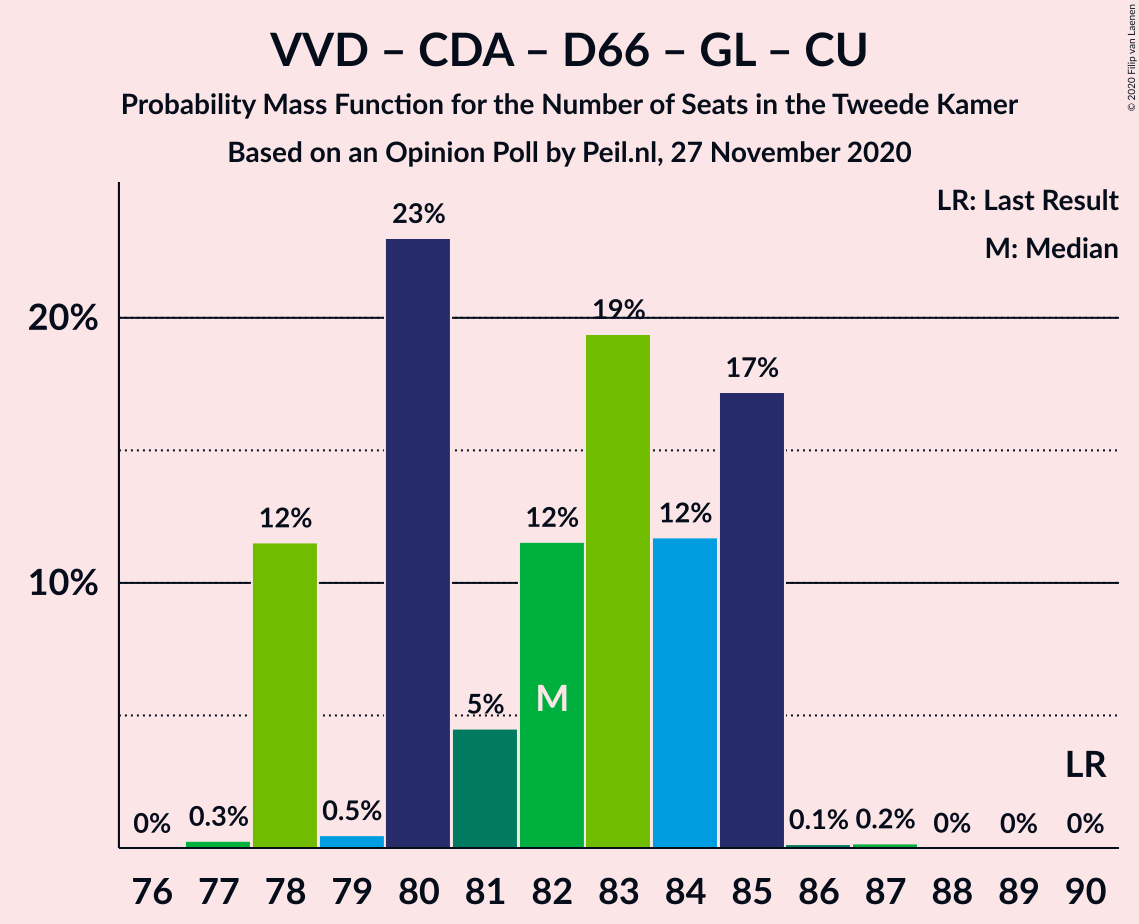 VVD – CDA – D66 – GL – CU
Probability Mass Function for the Number of Seats in the Tweede Kamer
Based on an Opinion Poll by Peil.nl, 27 November 2020
© 2020 Filip van Laenen
LR: Last Result
M: Median
20%
10%
0%
0.3%
12%
0.5%
23%
5%
12%
19%
12%
17%
0.1%
0.2%
0%
0%
0%
M
LR
76 77 78 79 80 81 82 83 84 85 86 87 88 89 90